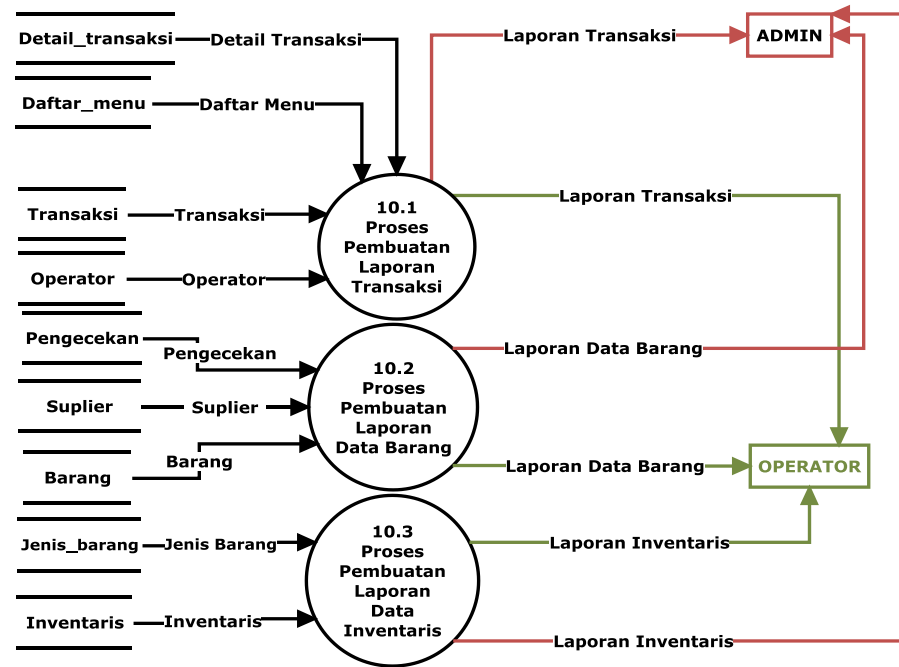 Detail_transaksi
Detail Transaksi
Laporan Transaksi
ADMIN
Daftar_menu
Daftar Menu
Transaksi
Transaksi
Laporan Transaksi
10.1
Proses
Pembuatan
Laporan
Transaksi
Operator
Operator
Pengecekan
Pengecekan
Laporan Data Barang
10.2
Proses
Pembuatan
Laporan
Data Barang
Suplier
Suplier
Barang
Barang
Laporan Data Barang
OPERATOR
Jenis_barang
Jenis Barang
10.3
Proses
Pembuatan
Laporan
Data
Inventaris
Laporan Inventaris
Inventaris
Inventaris
Laporan Inventaris